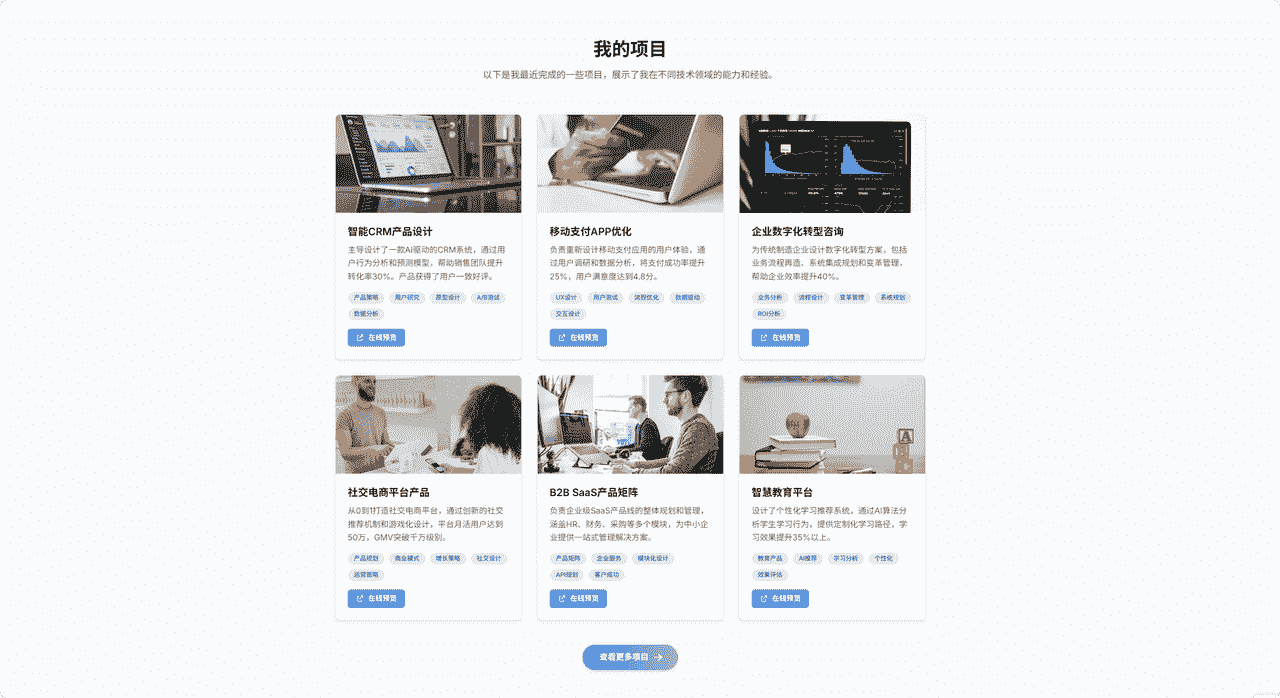 我的项目
以下是我最近完成的一些项目，展示了我在不同技术领域的能力和经验。
智能CRM产品设计
主导设计了一款AI驱动的CRM系统，通过用
户行为分析和预测模型，帮助销售团队提升
转化率30%。产品获得了用户一致好评。
产品策略 用户研究 原型设计 A/B测试
数据分析
在线预览
移动支付APP优化
负责重新设计移动支付应用的用户体验，通
过用户调研和数据分析，将支付成功率提升
25%，用户满意度达到4.8分。
UX设计 用户测试 流程优化 数据驱动
交互设计
在线预览
企业数字化转型咨询
为传统制造企业设计数字化转型方案，包括
业务流程再造、系统集成规划和变革管理，
帮助企业效率提升40%。
业务分析 流程设计 变革管理 系统规划
ROI分析
在线预览
社交电商平台产品
从0到1打造社交电商平台，通过创新的社交
推荐机制和游戏化设计，平台月活用户达到
50万，GMV突破千万级别。
产品规划 商业模式 增长策略 社交设计
运营策略
在线预览
B2B SaaS产品矩阵
负责企业级SaaS产品线的整体规划和管理，
涵盖HR、财务、采购等多个模块，为中小企
业提供一站式管理解决方案。
产品矩阵 企业服务 模块化设计
API规划 客户成功
在线预览
智慧教育平台
设计了个性化学习推荐系统，通过AI算法分
析学生学习行为，提供定制化学习路径，学
习效果提升35%以上。
教育产品 AI推荐 学习分析 个性化
效果评估
在线预览
A
查看更多项目